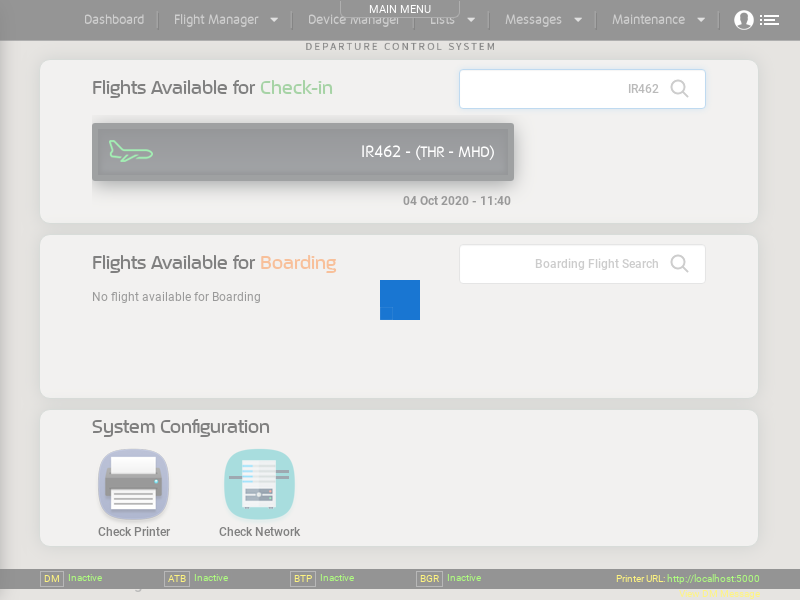 MAIN MENU
Dashboard
Flight Manager
Device Manager
Lists
Messages
Maintenance
DEPARTURE CONTROL SYSTEM
Flights Available for Check-in
IR462
IR462 - (THR - MHD)
04 Oct 2020 - 11:40
Flights Available for Boarding
Boarding Flight Search
No flight available for Boarding
System Configuration
Check Printer
Check Network
DM Inactive
ATB Inactive
BTP Inactive
BGR Inactive
Printer URL: http://localhost:5000